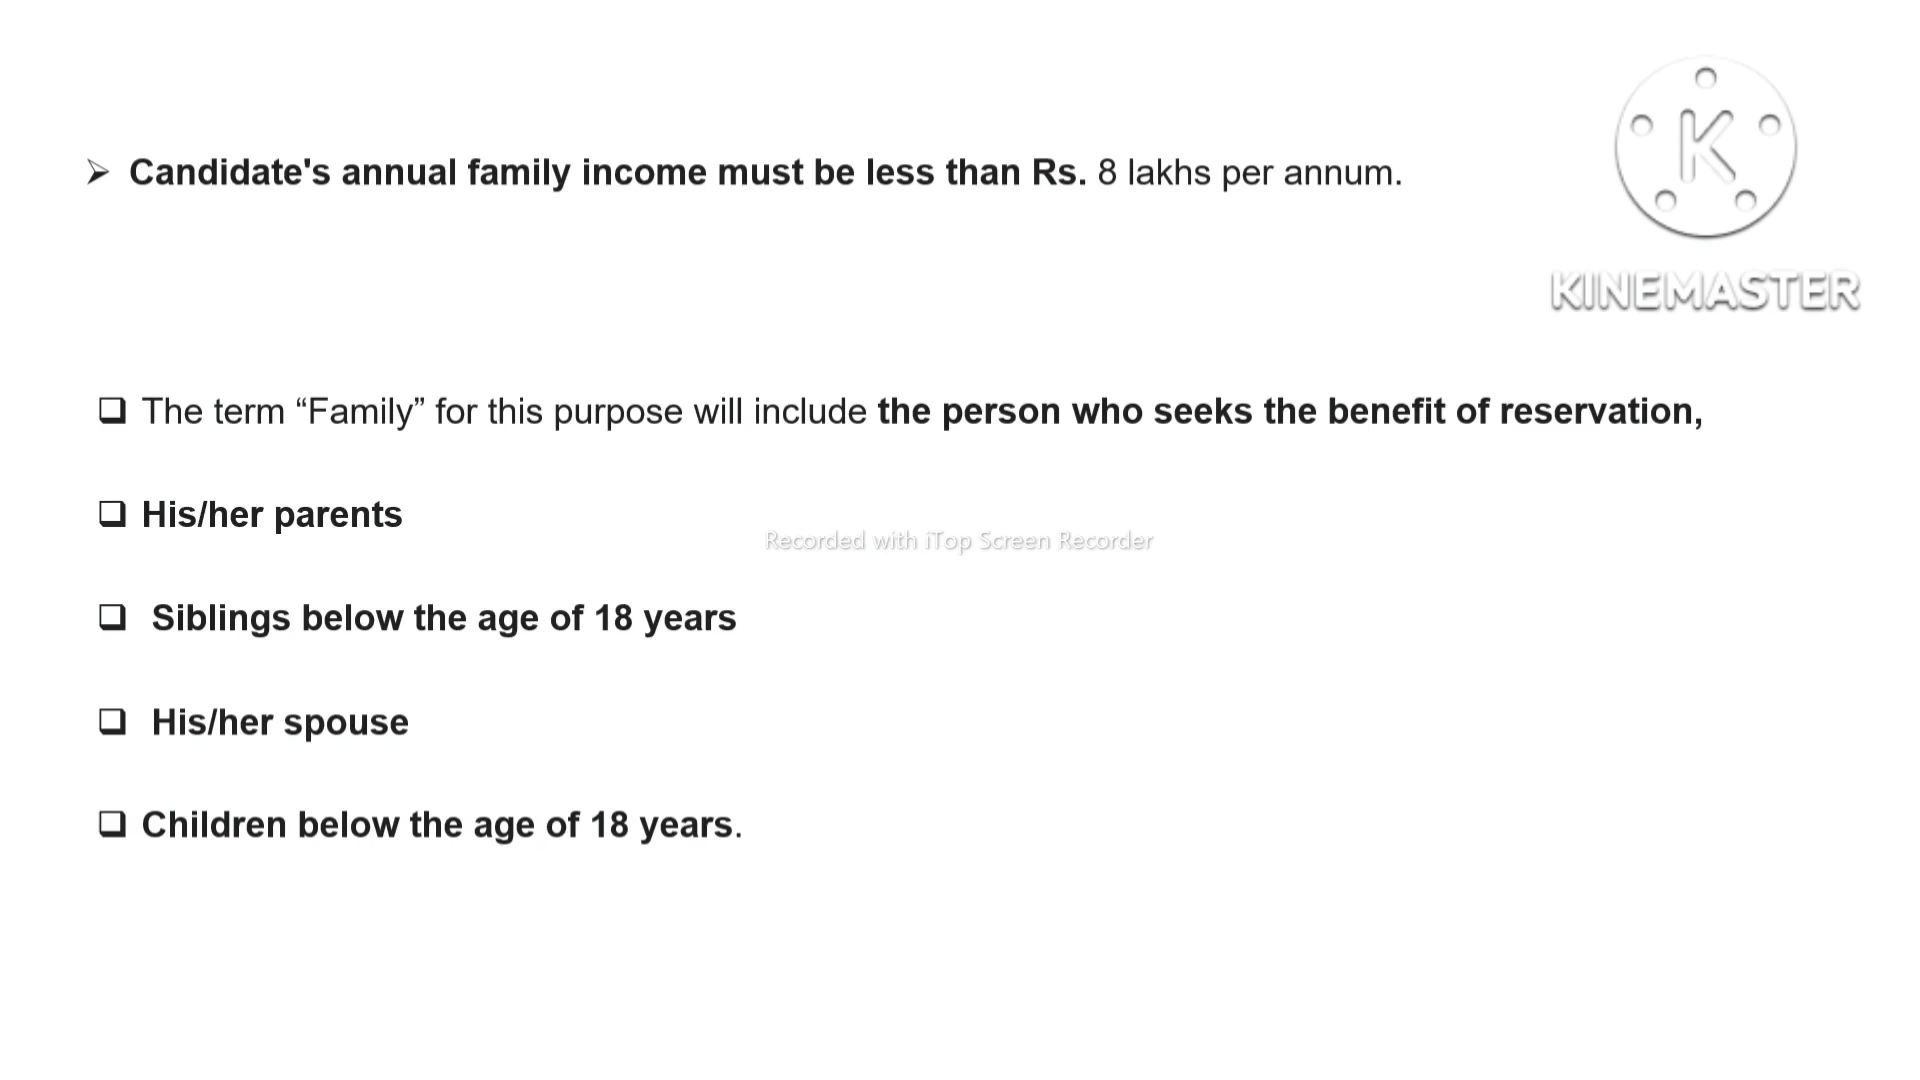 Candidate's annual family income must be less than Rs. 8 lakhs per annum.
K
KINEMASTER
The term “Family” for this purpose will include the person who seeks the benefit of reservation,
His/her parents
Recorded with iTop Screen Recorder
Siblings below the age of 18 years
His/her spouse
Children below the age of 18 years.